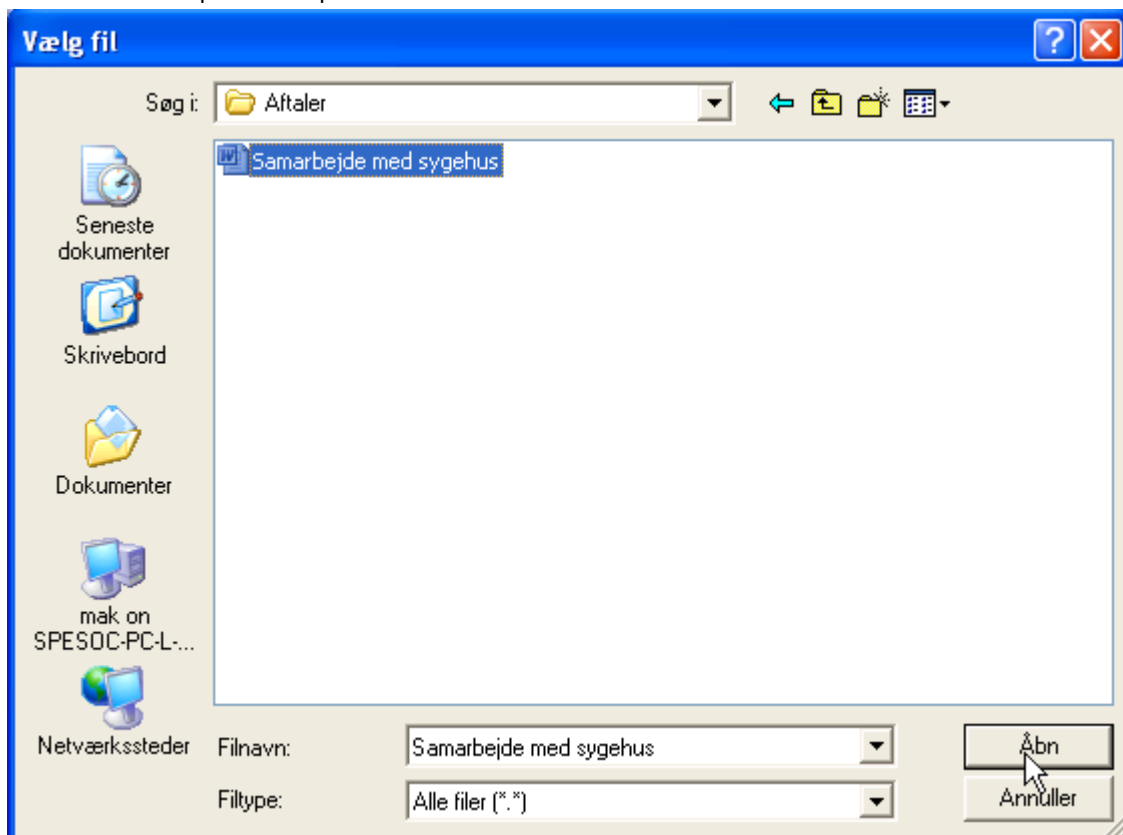 Vælg fil
Søg i:
Aftaler
Samarbejde med sygehus
Seneste
dokumenter
Skrivebord
Dokumenter
mak on
SPESOC-PC-L-...
Netværkssteder
Filnavn:
Samarbejde med sygehus
Åbn
Filtype:
Alle filer (*.*)
Annuller